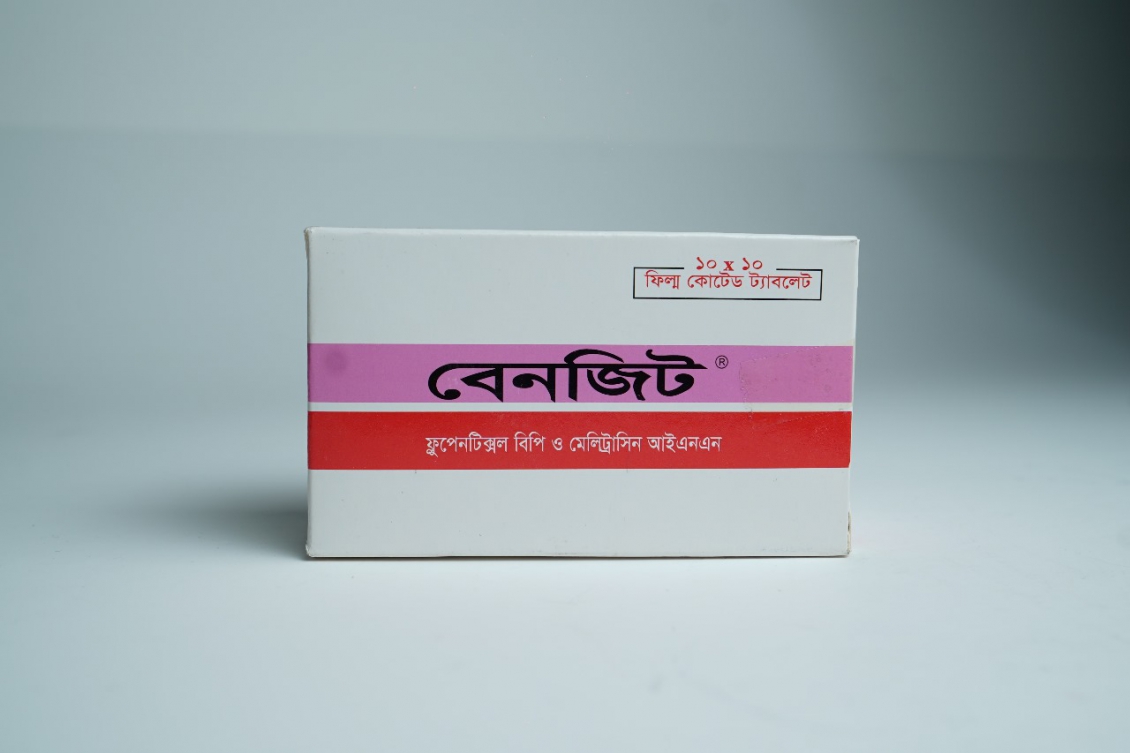 ১০ x ১০
ফিল্ম কোটেড ট্যাবলেট
বেনজিট ®
ফ্লুপেনটিক্সল বিপি ও মেলিট্রাসিন আইএনএন